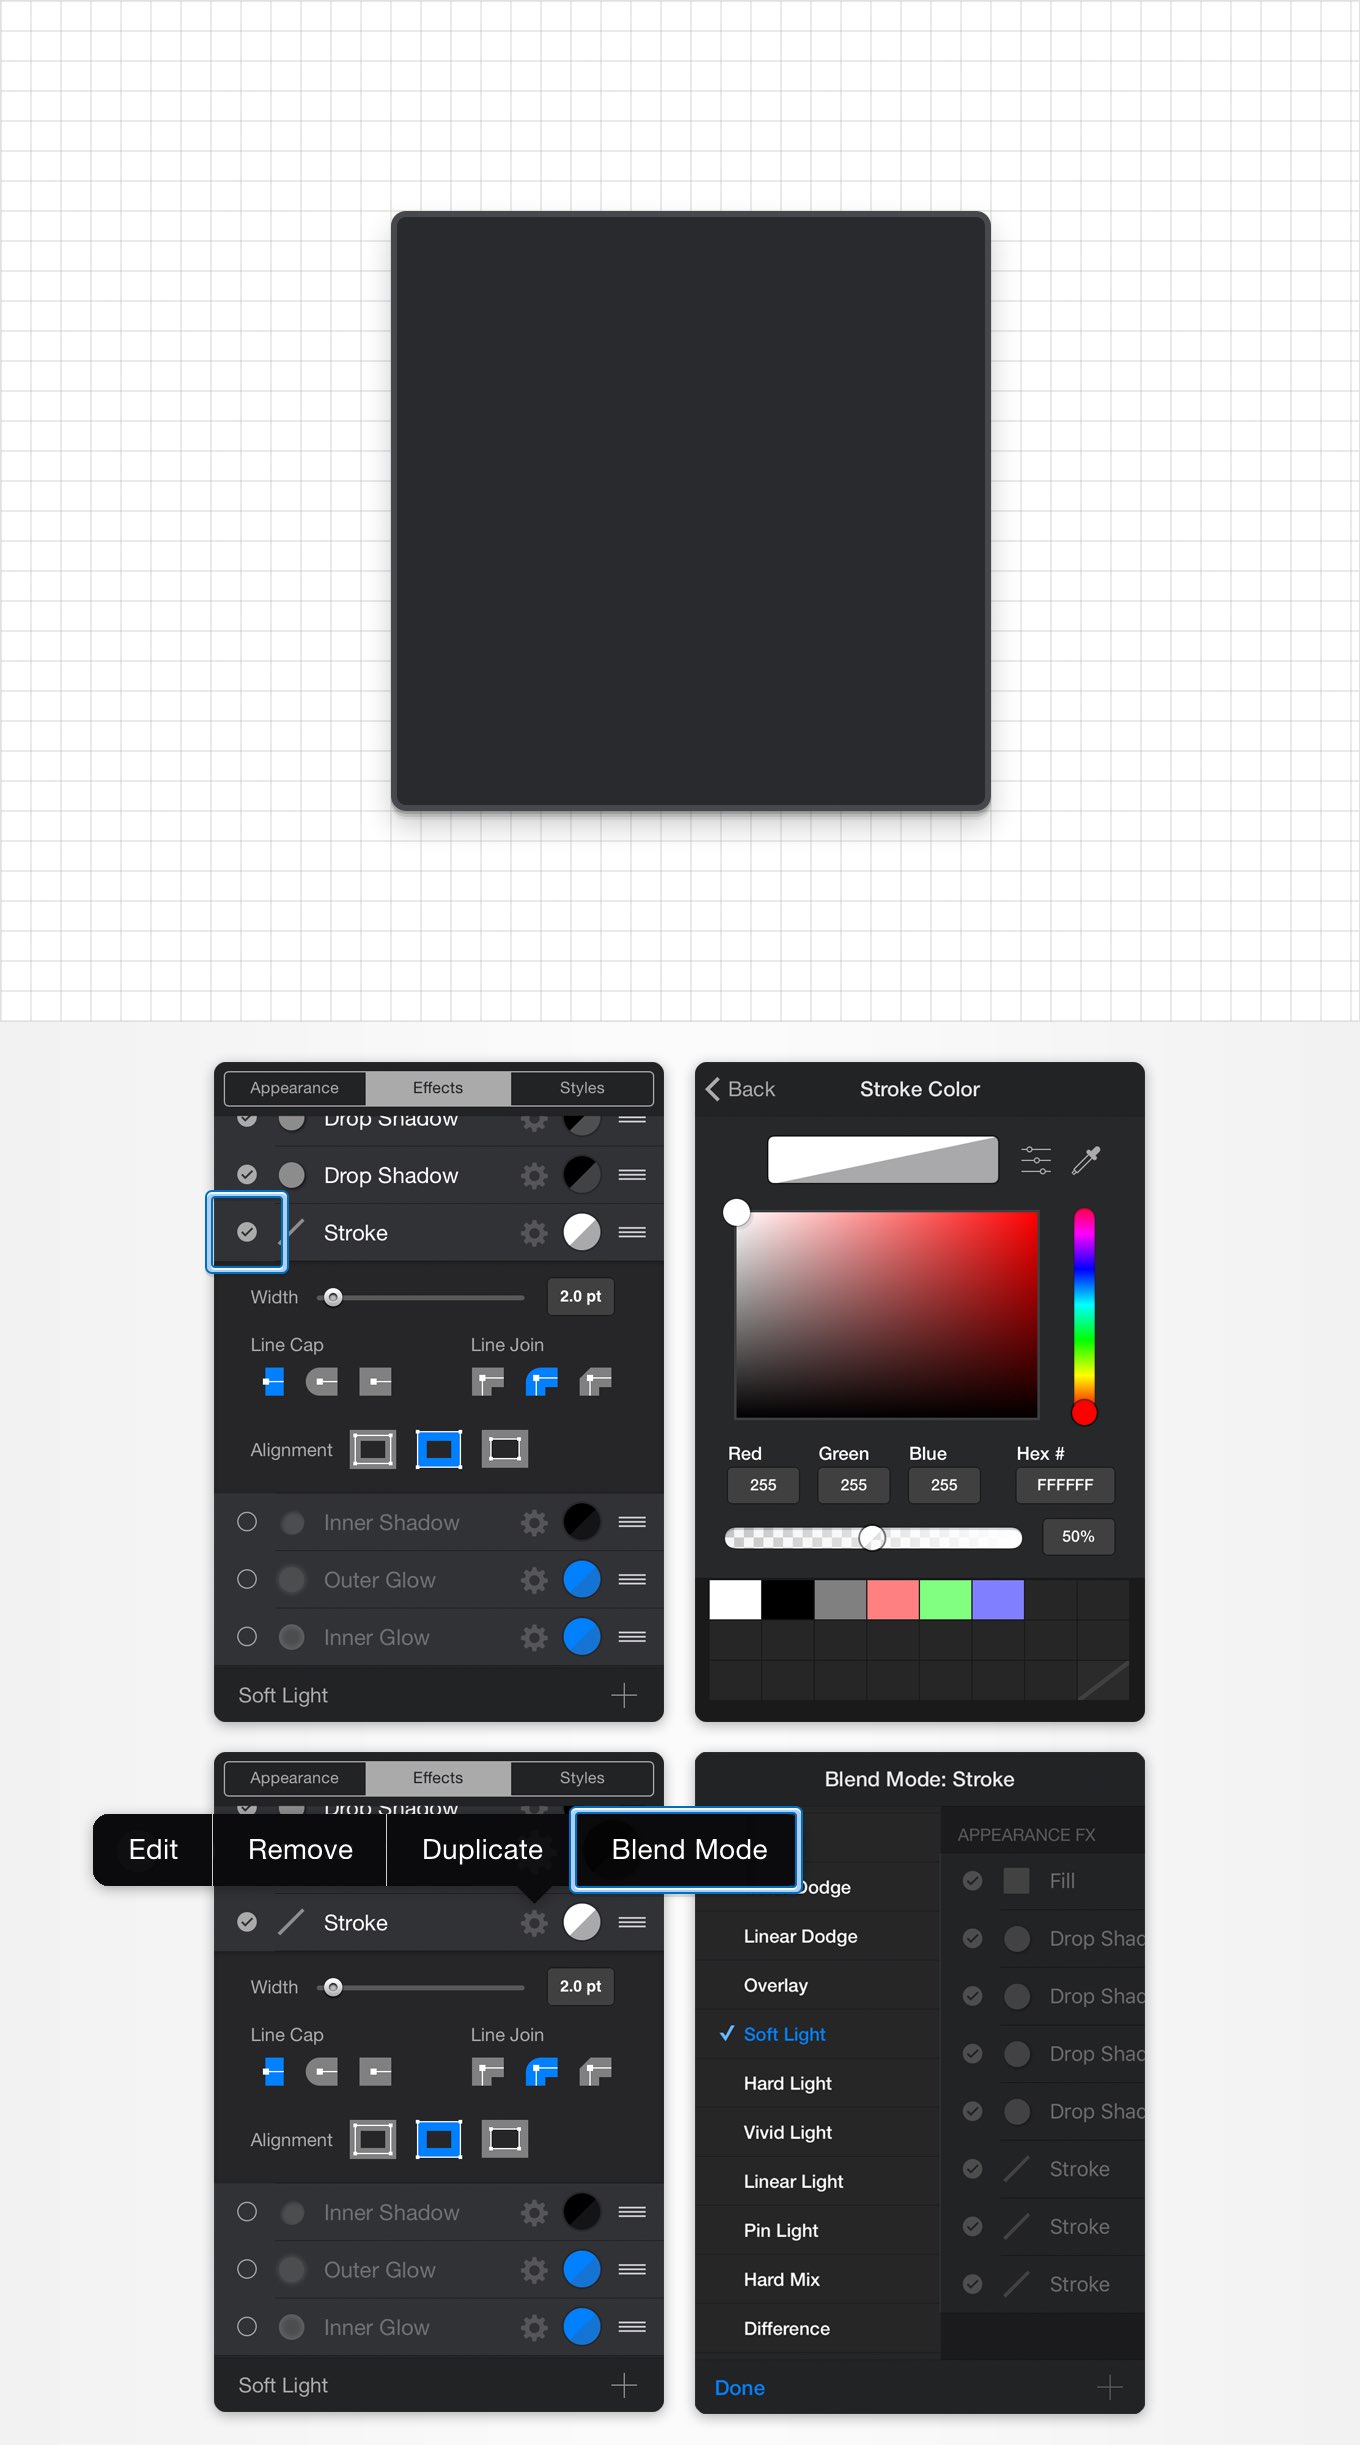 Appearance Effects Styles
Drop Shadow
Drop Shadow
Stroke
Width 2.0 pt
Line Cap Line Join
Alignment
Inner Shadow
Outer Glow
Inner Glow
Soft Light
Back Stroke Color
Red Green Blue Hex #
255 255 255 FFFFFF
50%
Appearance Effects Styles
Drop Shadow
Edit Remove Duplicate Blend Mode
Stroke
Width 2.0 pt
Line Cap Line Join
Alignment
Inner Shadow
Outer Glow
Inner Glow
Soft Light
Blend Mode: Stroke
Dodge
Linear Dodge
Overlay
Soft Light
Hard Light
Vivid Light
Linear Light
Pin Light
Hard Mix
Difference
APPEARANCE FX
Fill
Drop Shad
Drop Shad
Drop Shad
Drop Shad
Stroke
Stroke
Stroke
Done